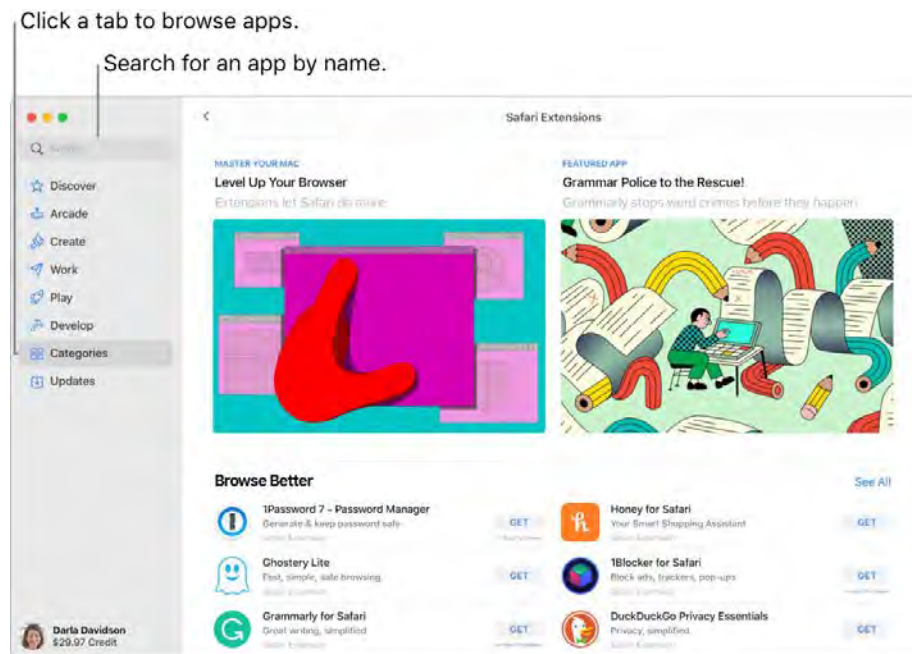 Click a tab to browse apps.
Search for an app by name.
Safari Extensions
Discover
Arcade
Create
Work
Play
Develop
Categories
Updates
MASTER YOUR MAC
Level Up Your Browser
Extensions let Safari do more
FEATURED APP
Grammar Police to the Rescue!
Grammarly stops word crimes before they happen
Browse Better
See All
1Password 7 – Password Manager
Generate & keep password safe
GET
Honey for Safari
Your Smart Shopping Assistant
GET
Ghostery Lite
Fast, simple, safe browsing
GET
1Blocker for Safari
Block ads, trackers, pop-ups
GET
Grammarly for Safari
Great writing, simplified
GET
DuckDuckGo Privacy Essentials
Privacy, simplified
GET
Darla Davidson
$29.97 Credit